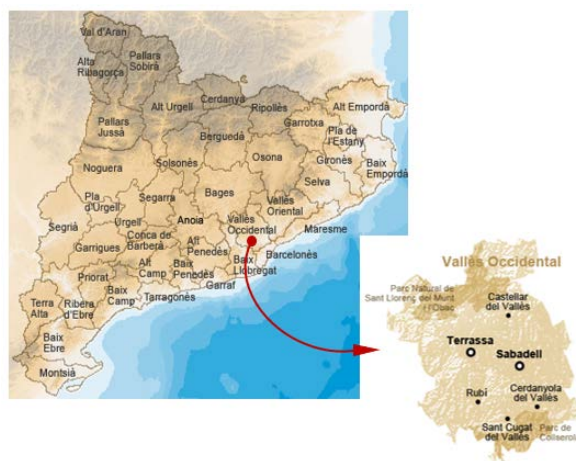 Val d'Aran
Alta
Ribagorça
Pallars
Sobirà
Cerdanya
Alt Urgell
Ripollès
Alt Empordà
Garrotxa
Pallars
Jussà
Berguedà
Pla de
l'Estany
Solsonès
Osona
Gironès
Baix
Empordà
Noguera
Bages
Selva
Pla
d'Urgell
Segarra
Vallès
Oriental
Segrià
Urgell
Anoia
Vallès
Occidental
Maresme
Conca de
Barberà
Garrigues
Alt
Penedès
Barcelonès
Baix
Llobregat
Alt
Camp
Baix
Penedès
Priorat
Garraf
Terra
Alta
Ribera
d'Ebre
Baix
Camp
Tarragonès
Baix
Ebre
Montsià
Vallès Occidental
Parc Natural de
Sant Llorenç del Munt
i l'Obac
Castellar
del Vallès
Terrassa
Sabadell
Rubí
Cerdanyola
del Vallès
Sant Cugat
del Vallès
Parc de
Collserola